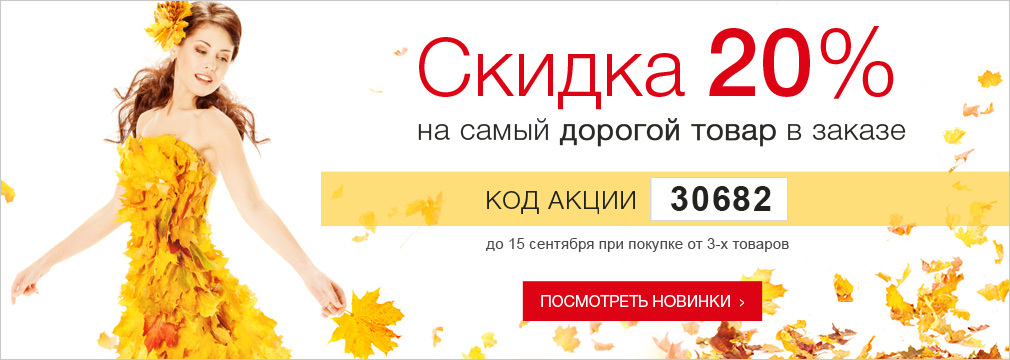 Скидка 20%
на самый дорогой товар в заказе
КОД АКЦИИ 30682
до 15 сентября при покупке от 3-х товаров
ПОСМОТРЕТЬ НОВИНКИ ›